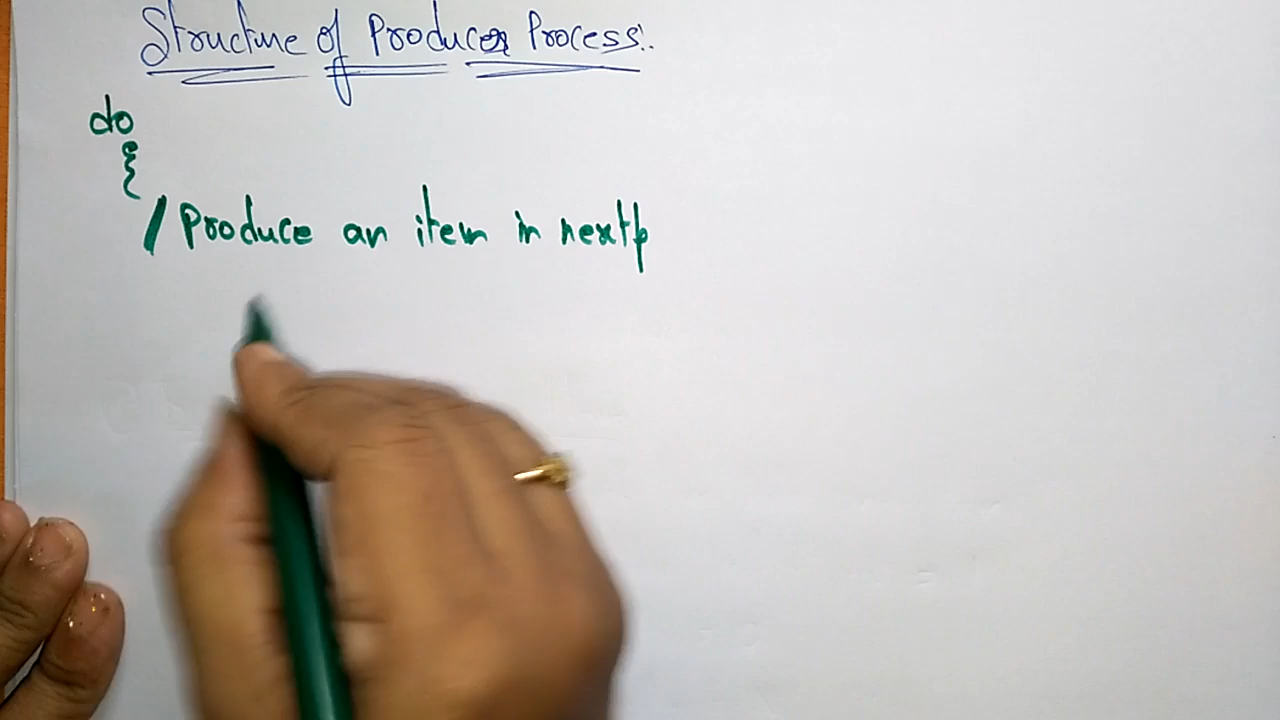 Structure of Producer Process:.
do
{
/ Produce an item in nextp